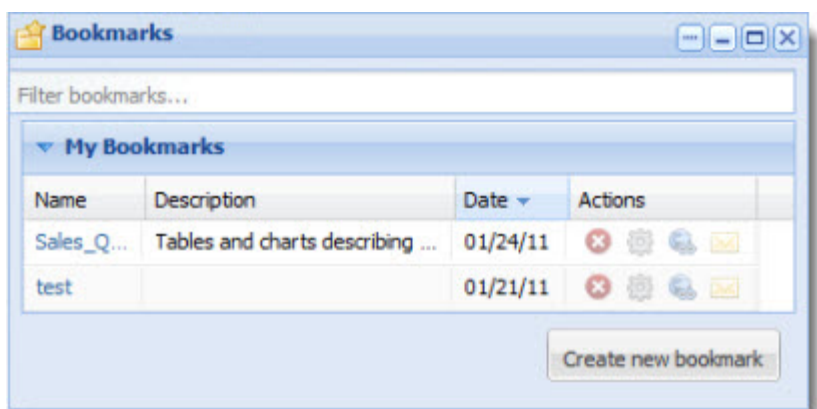 Bookmarks
Filter bookmarks...
My Bookmarks
Name Description Date Actions
Sales_Q... Tables and charts describing ... 01/24/11
test 01/21/11
Create new bookmark